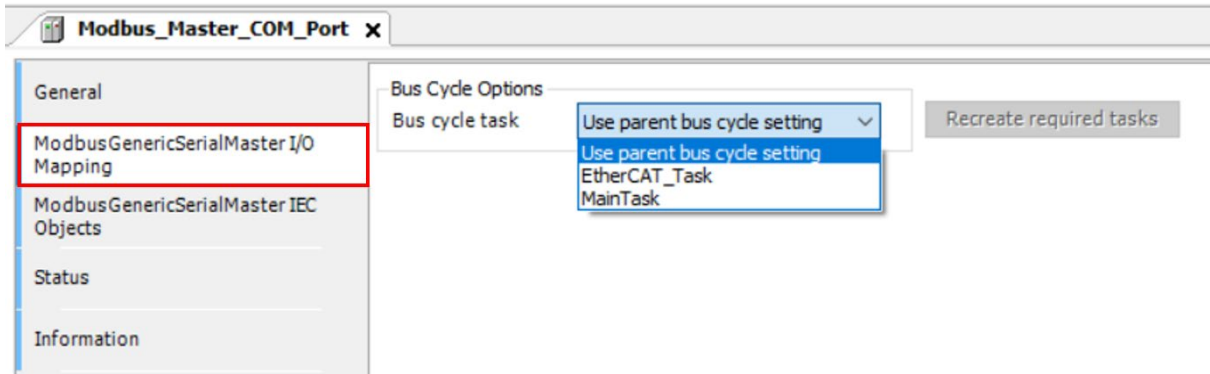 Modbus_Master_COM_Port X
General
ModbusGenericSerialMaster I/O
Mapping
ModbusGenericSerialMaster IEC
Objects
Status
Information
Bus Cycle Options
Bus cycle task
Use parent bus cycle setting
Use parent bus cycle setting
EtherCAT_Task
MainTask
Recreate required tasks